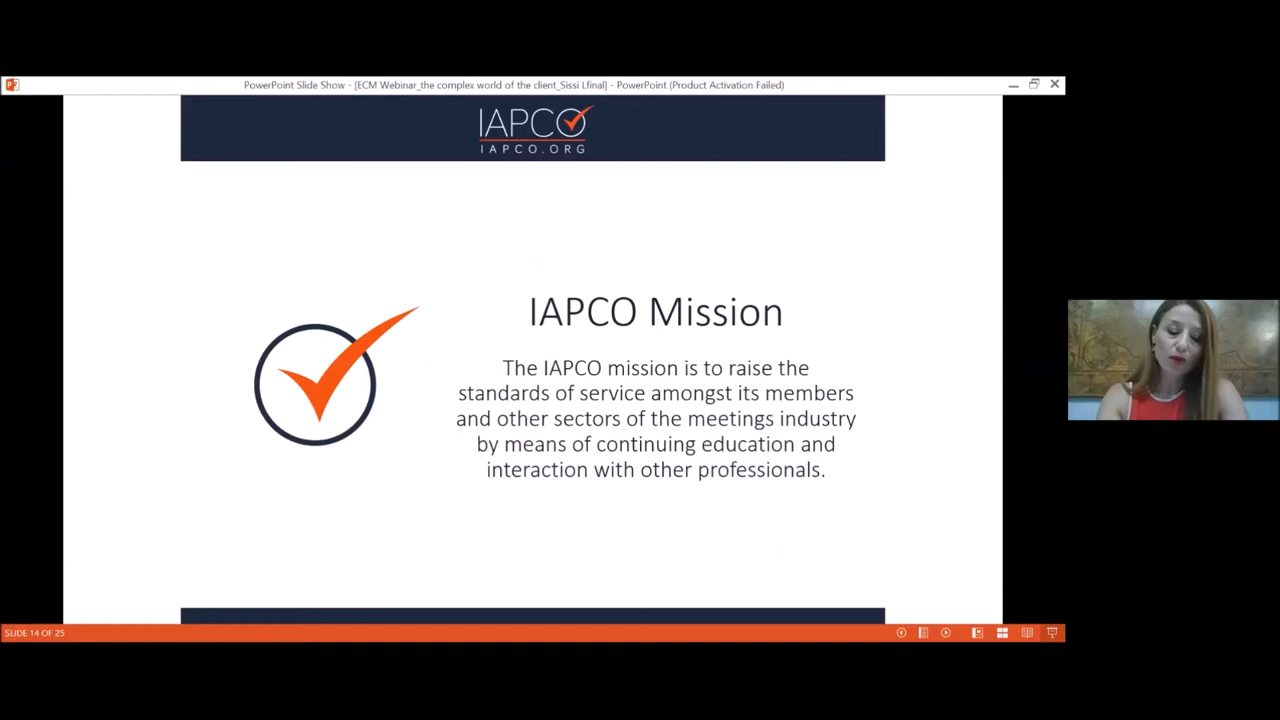 PowerPoint Slide Show - [ECM Webinar_the complex world of the client_Sissi Lfinal] - PowerPoint (Product Activation Failed)
IAPCO
IAPCO.ORG
IAPCO Mission
The IAPCO mission is to raise the
standards of service amongst its members
and other sectors of the meetings industry
by means of continuing education and
interaction with other professionals.
SLIDE 14 OF 25